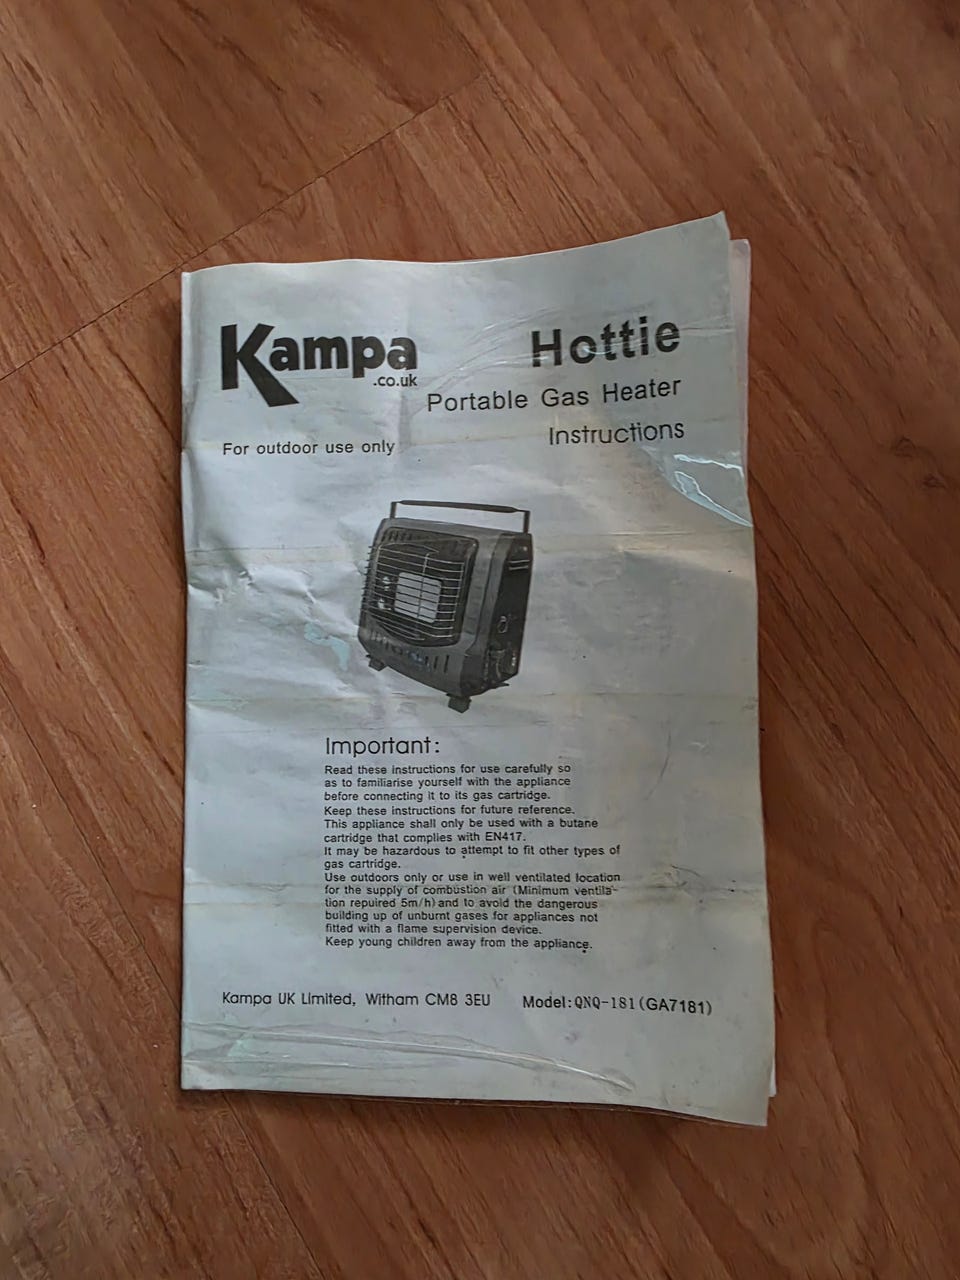 Kampa
.co.uk
Hottie
Portable Gas Heater
Instructions
For outdoor use only
Important:
Read these instructions for use carefully so
as to familiarise yourself with the appliance
before connecting it to its gas cartridge.
Keep these instructions for future reference.
This appliance shall only be used with a butane
cartridge that complies with EN417.
It may be hazardous to attempt to fit other types of
gas cartridge.
Use outdoors only or use in well ventilated location
for the supply of combustion air (Minimum ventila-
tion repuired 5m/h) and to avoid the dangerous
building up of unburnt gases for appliances not
fitted with a flame supervision device.
Keep young children away from the appliance.
Kampa UK Limited, Witham CM8 3EU
Model:QNQ-181(GA7181)